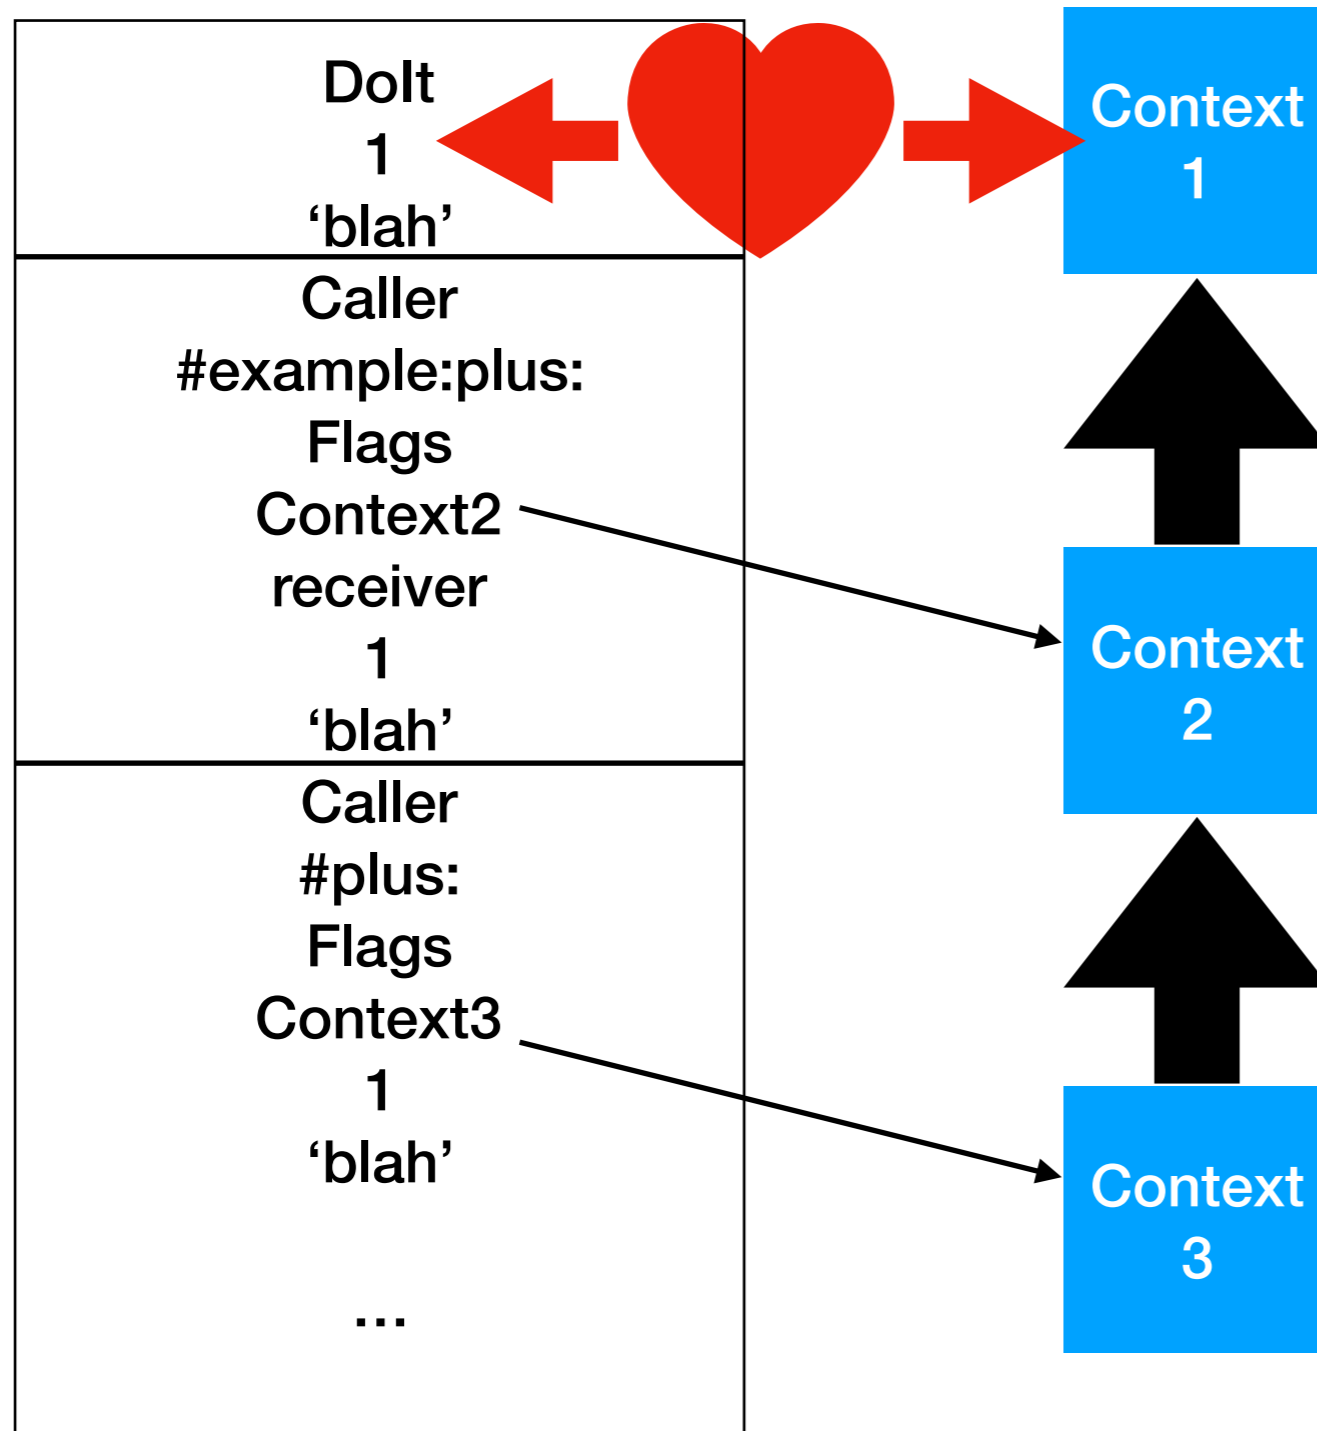 DoIt
1
‘blah’
Caller
#example:plus:
Flags
Context2
receiver
1
‘blah’
Caller
#plus:
Flags
Context3
1
‘blah’
...
Context
1
Context
2
Context
3